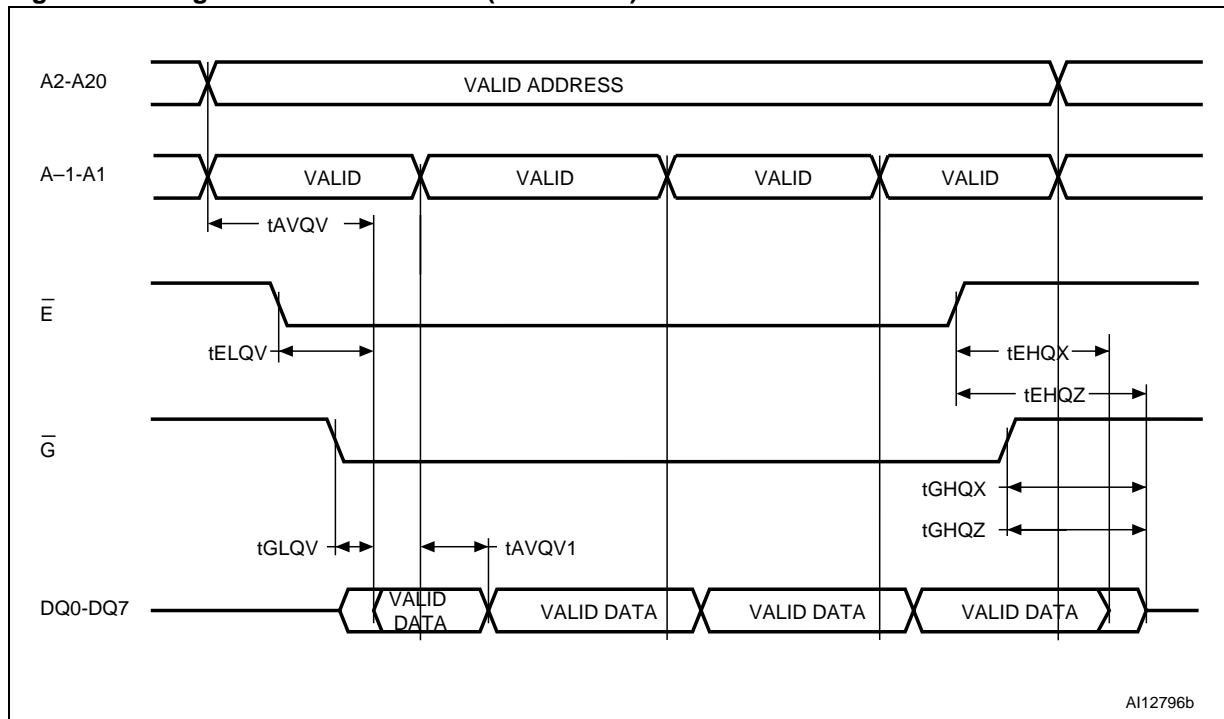 A2-A20
VALID ADDRESS
A–1-A1
VALID
VALID
VALID
VALID
tAVQV
E
tELQV
tEHQX
tEHQZ
G
tGHQX
tGHQZ
tGLQV
tAVQV1
DQ0-DQ7
VALID
DATA
VALID DATA
VALID DATA
VALID DATA
AI12796b